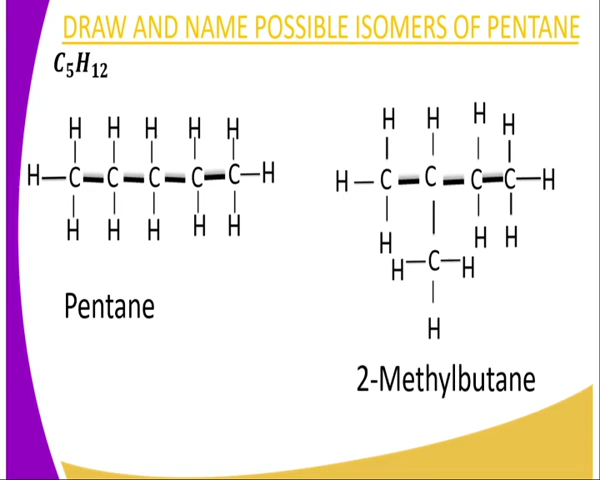 DRAW AND NAME POSSIBLE ISOMERS OF PENTANE
C₅H₁₂
H H H H H
H—C—C—C—C—C—H
H H H H H
Pentane
H H H H
H—C—C—C—C—H
H H H
H—C—H
H
2-Methylbutane